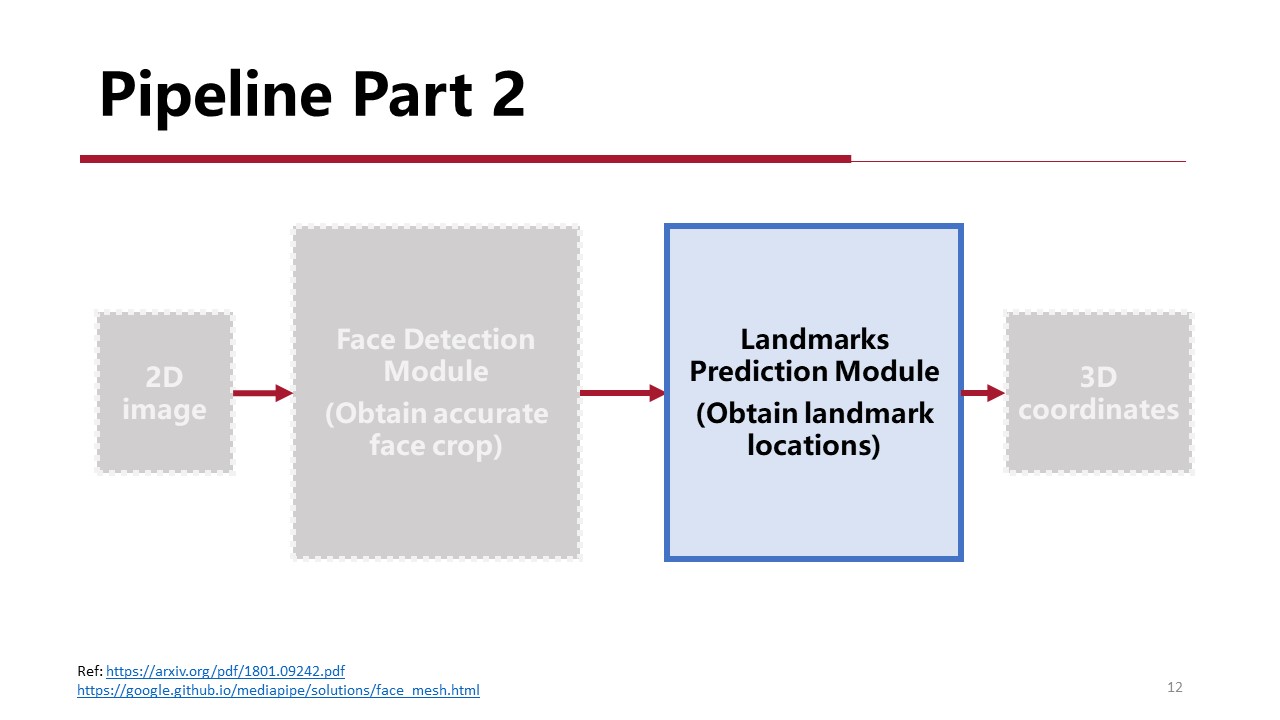 Pipeline Part 2
2D
image
Face Detection
Module
(Obtain accurate
face crop)
Landmarks
Prediction Module
(Obtain landmark
locations)
3D
coordinates
Ref: https://arxiv.org/pdf/1801.09242.pdf
https://google.github.io/mediapipe/solutions/face_mesh.html
12